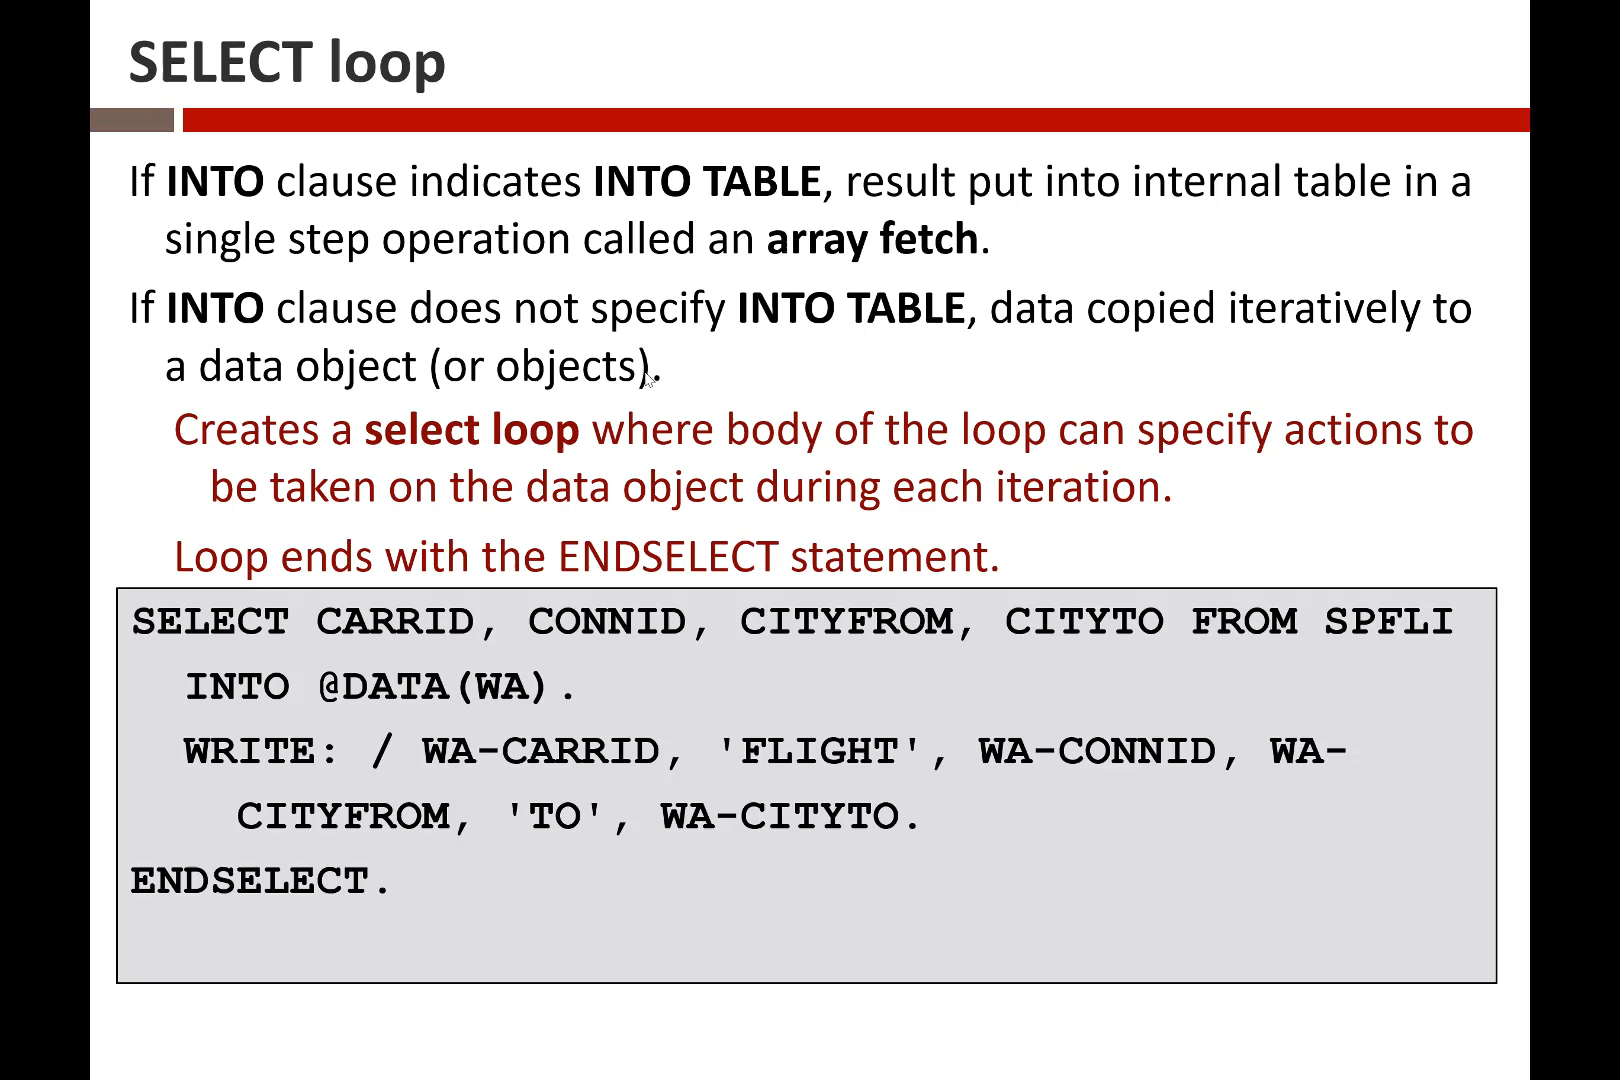 SELECT loop
If INTO clause indicates INTO TABLE, result put into internal table in a
single step operation called an array fetch.
If INTO clause does not specify INTO TABLE, data copied iteratively to
a data object (or objects).
Creates a select loop where body of the loop can specify actions to
be taken on the data object during each iteration.
Loop ends with the ENDSELECT statement.
SELECT CARRID, CONNID, CITYFROM, CITYTO FROM SPFLI
INTO @DATA(WA).
WRITE: / WA-CARRID, 'FLIGHT', WA-CONNID, WA-
CITYFROM, 'TO', WA-CITYTO.
ENDSELECT.